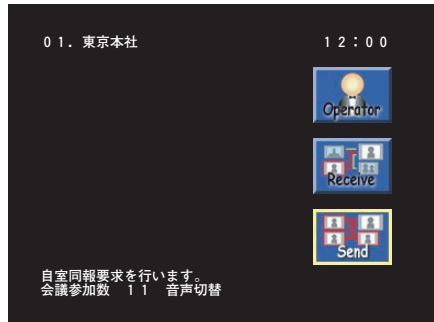 ０１．東京本社　１２：００
Operator
Receive
Send
自室同報要求を行います。
会議参加数　１１　音声切替